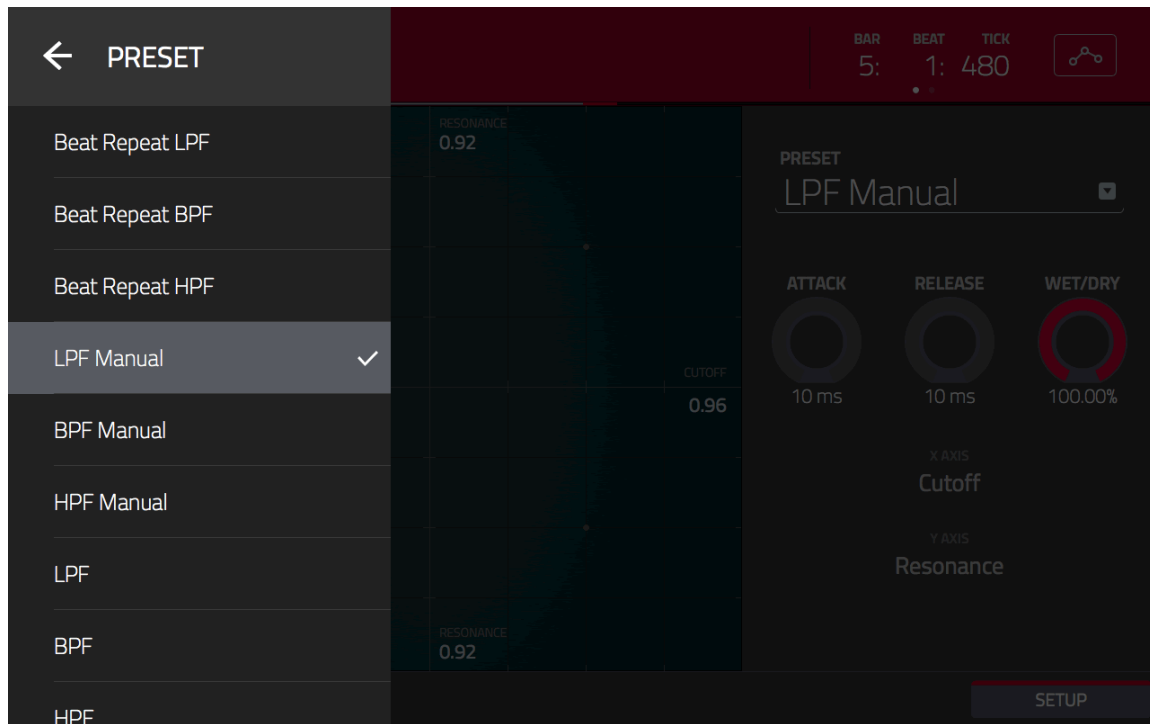 PRESET
Beat Repeat LPF
Beat Repeat BPF
Beat Repeat HPF
LPF Manual
BPF Manual
HPF Manual
LPF
BPF
HPF
BAR BEAT TICK
5: 1: 480
RESONANCE
0.92
CUTOFF
0.96
RESONANCE
0.92
PRESET
LPF Manual
ATTACK RELEASE WET/DRY
10 ms 10 ms 100.00%
X AXIS
Cutoff
Y AXIS
Resonance
SETUP